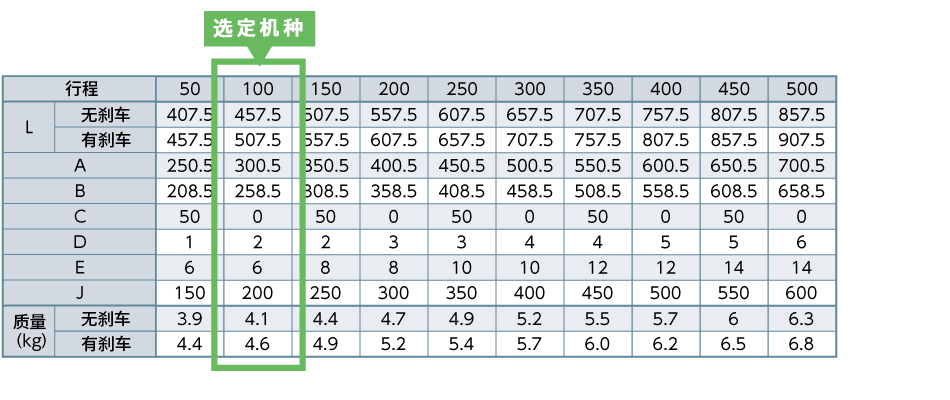 选定机种
行程 50 100 150 200 250 300 350 400 450 500
L 无刹车 407.5 457.5 507.5 557.5 607.5 657.5 707.5 757.5 807.5 857.5
有刹车 457.5 507.5 557.5 607.5 657.5 707.5 757.5 807.5 857.5 907.5
A 250.5 300.5 350.5 400.5 450.5 500.5 550.5 600.5 650.5 700.5
B 208.5 258.5 308.5 358.5 408.5 458.5 508.5 558.5 608.5 658.5
C 50 0 50 0 50 0 50 0 50 0
D 1 2 2 3 3 4 4 5 5 6
E 6 6 8 8 10 10 12 12 14 14
J 150 200 250 300 350 400 450 500 550 600
质量(kg) 无刹车 3.9 4.1 4.4 4.7 4.9 5.2 5.5 5.7 6 6.3
有刹车 4.4 4.6 4.9 5.2 5.4 5.7 6.0 6.2 6.5 6.8